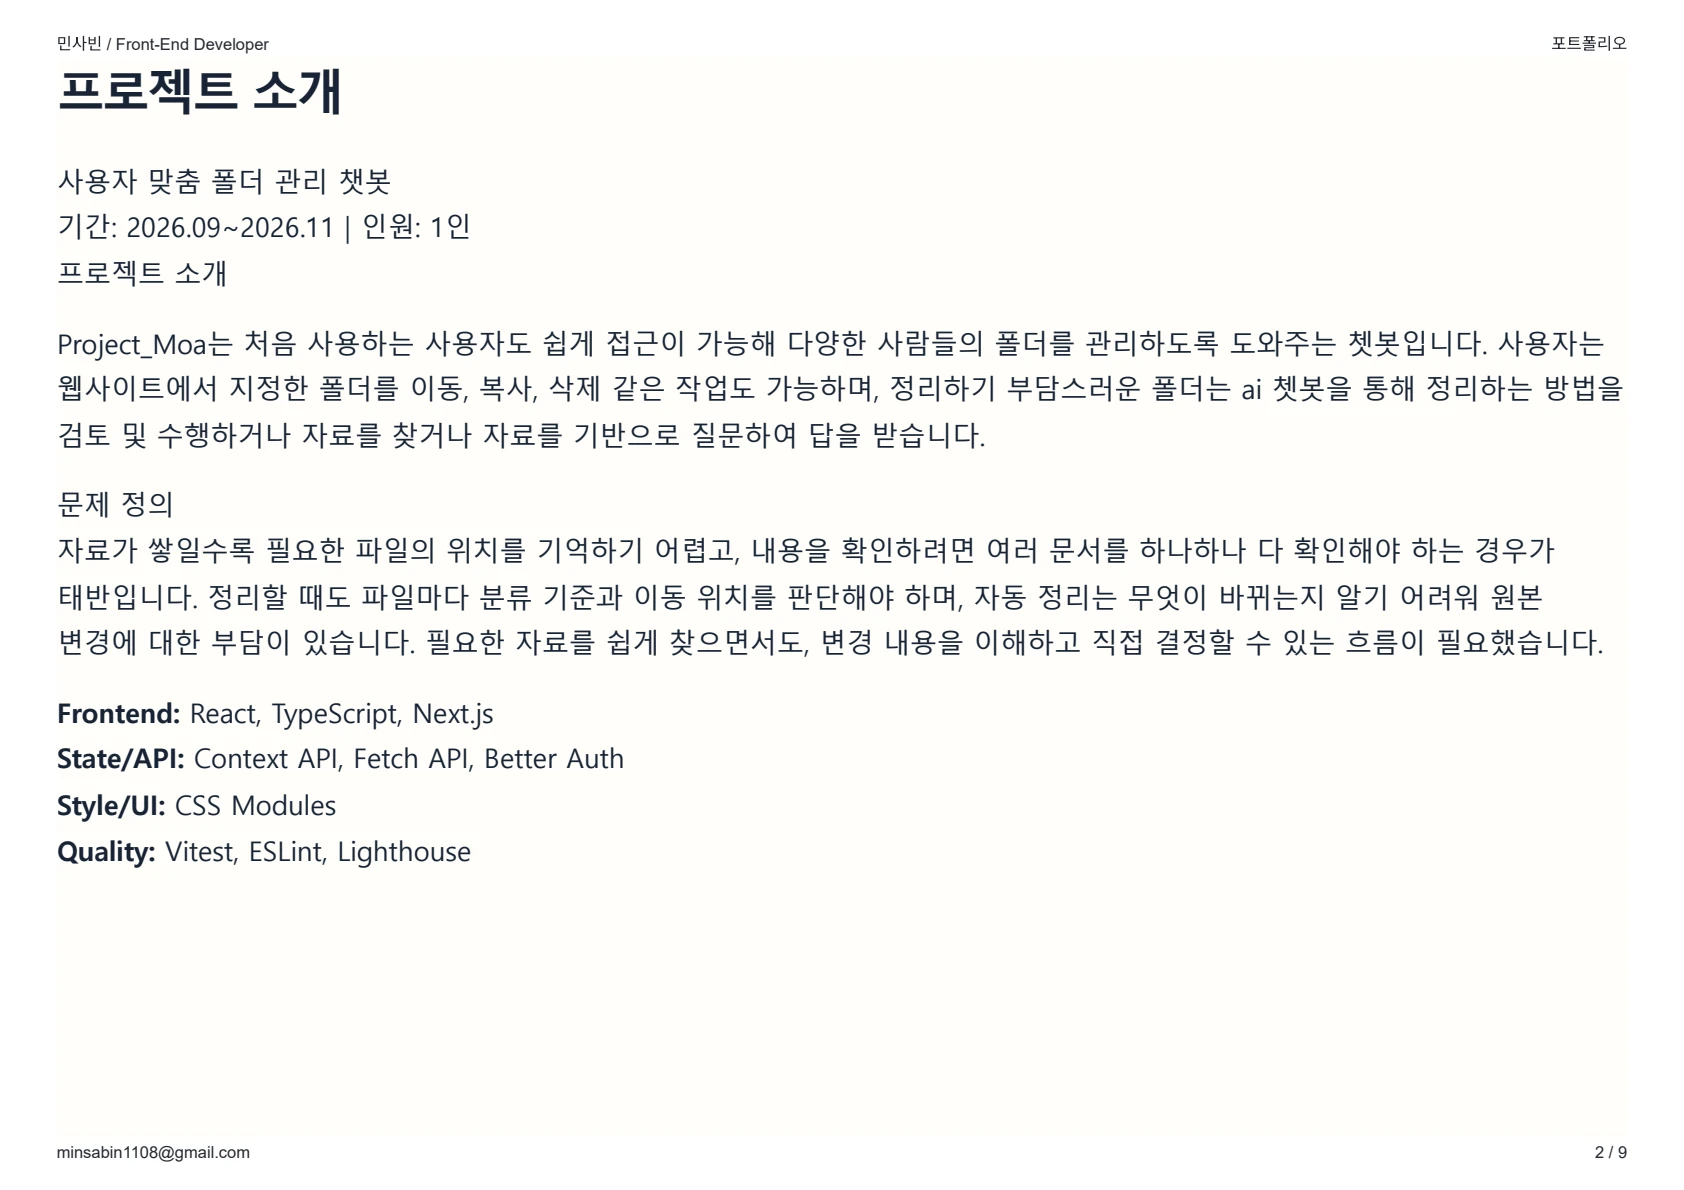 민사빈 / Front-End Developer
포트폴리오
프로젝트 소개
사용자 맞춤 폴더 관리 챗봇
기간: 2026.09~2026.11 | 인원: 1인
프로젝트 소개
Project_Moa는 처음 사용하는 사용자도 쉽게 접근이 가능해 다양한 사람들의 폴더를 관리하도록 도와주는 쳇봇입니다. 사용자는
웹사이트에서 지정한 폴더를 이동, 복사, 삭제 같은 작업도 가능하며, 정리하기 부담스러운 폴더는 ai 쳇봇을 통해 정리하는 방법을
검토 및 수행하거나 자료를 찾거나 자료를 기반으로 질문하여 답을 받습니다.
문제 정의
자료가 쌓일수록 필요한 파일의 위치를 기억하기 어렵고, 내용을 확인하려면 여러 문서를 하나하나 다 확인해야 하는 경우가
태반입니다. 정리할 때도 파일마다 분류 기준과 이동 위치를 판단해야 하며, 자동 정리는 무엇이 바뀌는지 알기 어려워 원본
변경에 대한 부담이 있습니다. 필요한 자료를 쉽게 찾으면서도, 변경 내용을 이해하고 직접 결정할 수 있는 흐름이 필요했습니다.
Frontend: React, TypeScript, Next.js
State/API: Context API, Fetch API, Better Auth
Style/UI: CSS Modules
Quality: Vitest, ESLint, Lighthouse
minsabin1108@gmail.com
2 / 9